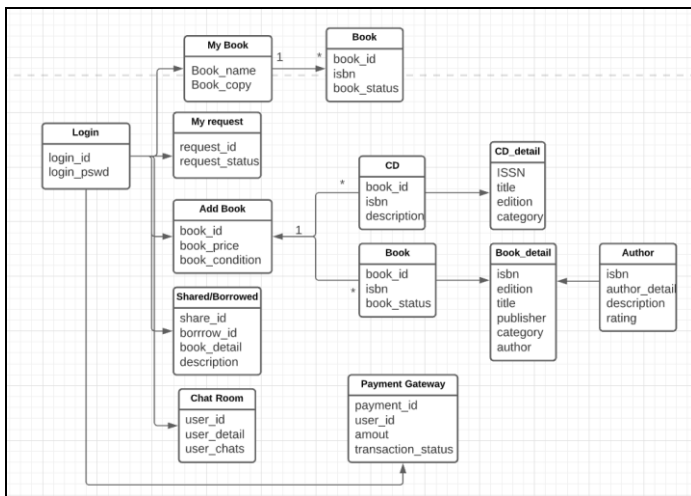 My Book
Book_name
Book_copy
1
*
Book
book_id
isbn
book_status
Login
login_id
login_pswd
My request
request_id
request_status
Add Book
book_id
book_price
book_condition
1
*
*
CD
book_id
isbn
description
CD_detail
ISSN
title
edition
category
Book
book_id
isbn
book_status
Book_detail
isbn
edition
title
publisher
category
author
Author
isbn
author_detail
description
rating
Shared/Borrowed
share_id
borrrow_id
book_detail
description
Chat Room
user_id
user_detail
user_chats
Payment Gateway
payment_id
user_id
amout
transaction_status